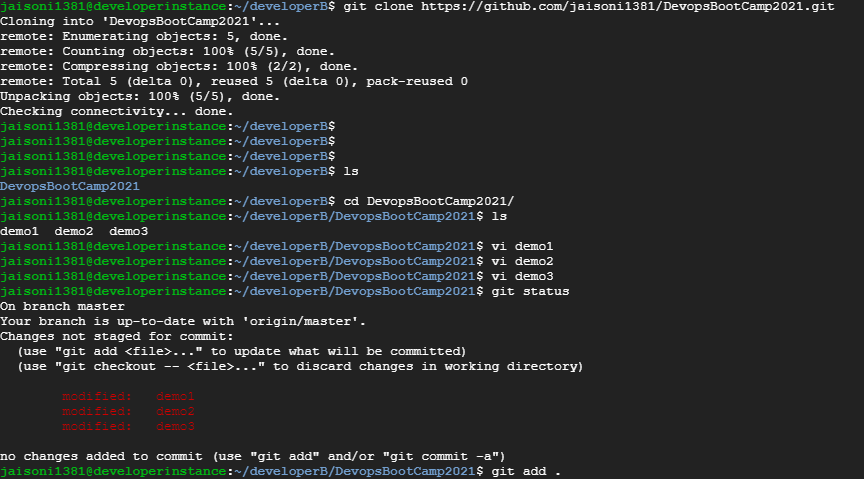 jaisoni1381@developerinstance:~/developerB$ git clone https://github.com/jaisoni1381/DevopsBootCamp2021.git
Cloning into 'DevopsBootCamp2021'...
remote: Enumerating objects: 5, done.
remote: Counting objects: 100% (5/5), done.
remote: Compressing objects: 100% (2/2), done.
remote: Total 5 (delta 0), reused 5 (delta 0), pack-reused 0
Unpacking objects: 100% (5/5), done.
Checking connectivity... done.
jaisoni1381@developerinstance:~/developerB$
jaisoni1381@developerinstance:~/developerB$
jaisoni1381@developerinstance:~/developerB$
jaisoni1381@developerinstance:~/developerB$ ls
DevopsBootCamp2021
jaisoni1381@developerinstance:~/developerB$ cd DevopsBootCamp2021/
jaisoni1381@developerinstance:~/developerB/DevopsBootCamp2021$ ls
demo1  demo2  demo3
jaisoni1381@developerinstance:~/developerB/DevopsBootCamp2021$ vi demo1
jaisoni1381@developerinstance:~/developerB/DevopsBootCamp2021$ vi demo2
jaisoni1381@developerinstance:~/developerB/DevopsBootCamp2021$ vi demo3
jaisoni1381@developerinstance:~/developerB/DevopsBootCamp2021$ git status
On branch master
Your branch is up-to-date with 'origin/master'.
Changes not staged for commit:
  (use "git add <file>..." to update what will be committed)
  (use "git checkout -- <file>..." to discard changes in working directory)
        modified:   demo1
        modified:   demo2
        modified:   demo3
no changes added to commit (use "git add" and/or "git commit -a")
jaisoni1381@developerinstance:~/developerB/DevopsBootCamp2021$ git add .